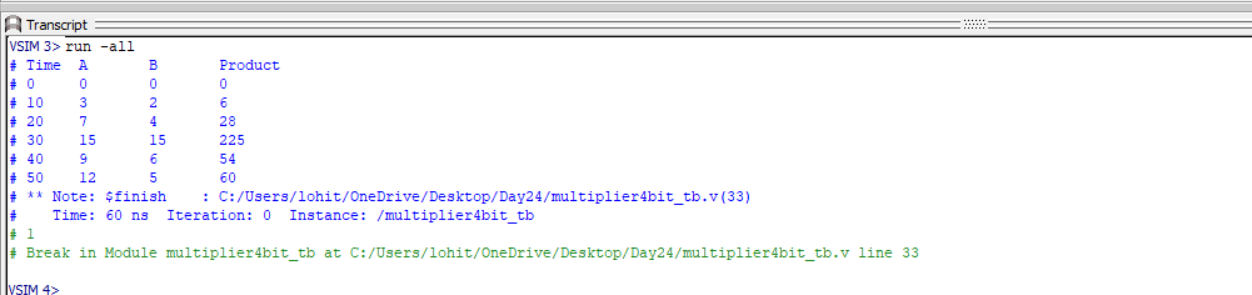 Transcript
VSIM 3> run -all
# Time  A       B       Product
# 0     0       0       0
# 10    3       2       6
# 20    7       4       28
# 30    15      15      225
# 40    9       6       54
# 50    12      5       60
# ** Note: $finish    : C:/Users/lohit/OneDrive/Desktop/Day24/multiplier4bit_tb.v(33)
#    Time: 60 ns  Iteration: 0  Instance: /multiplier4bit_tb
# 1
# Break in Module multiplier4bit_tb at C:/Users/lohit/OneDrive/Desktop/Day24/multiplier4bit_tb.v line 33
VSIM 4>